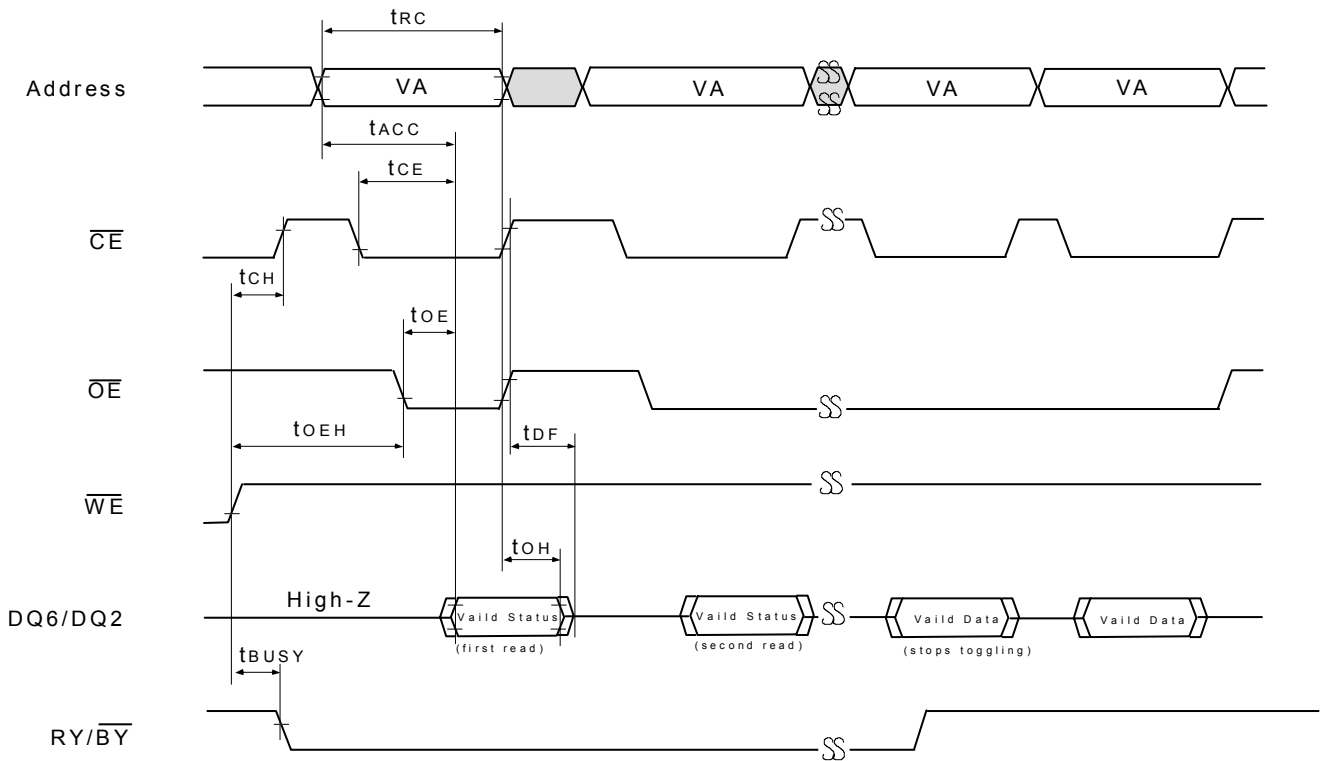 tRC
Address
VA
VA
VA
VA
tACC
tCE
CE
tCH
tOE
OE
tOEH
tDF
WE
tOH
High-Z
DQ6/DQ2
Vaild Status
Vaild Status
Vaild Data
Vaild Data
(first read)
(second read)
(stops toggling)
tBUSY
RY/BY